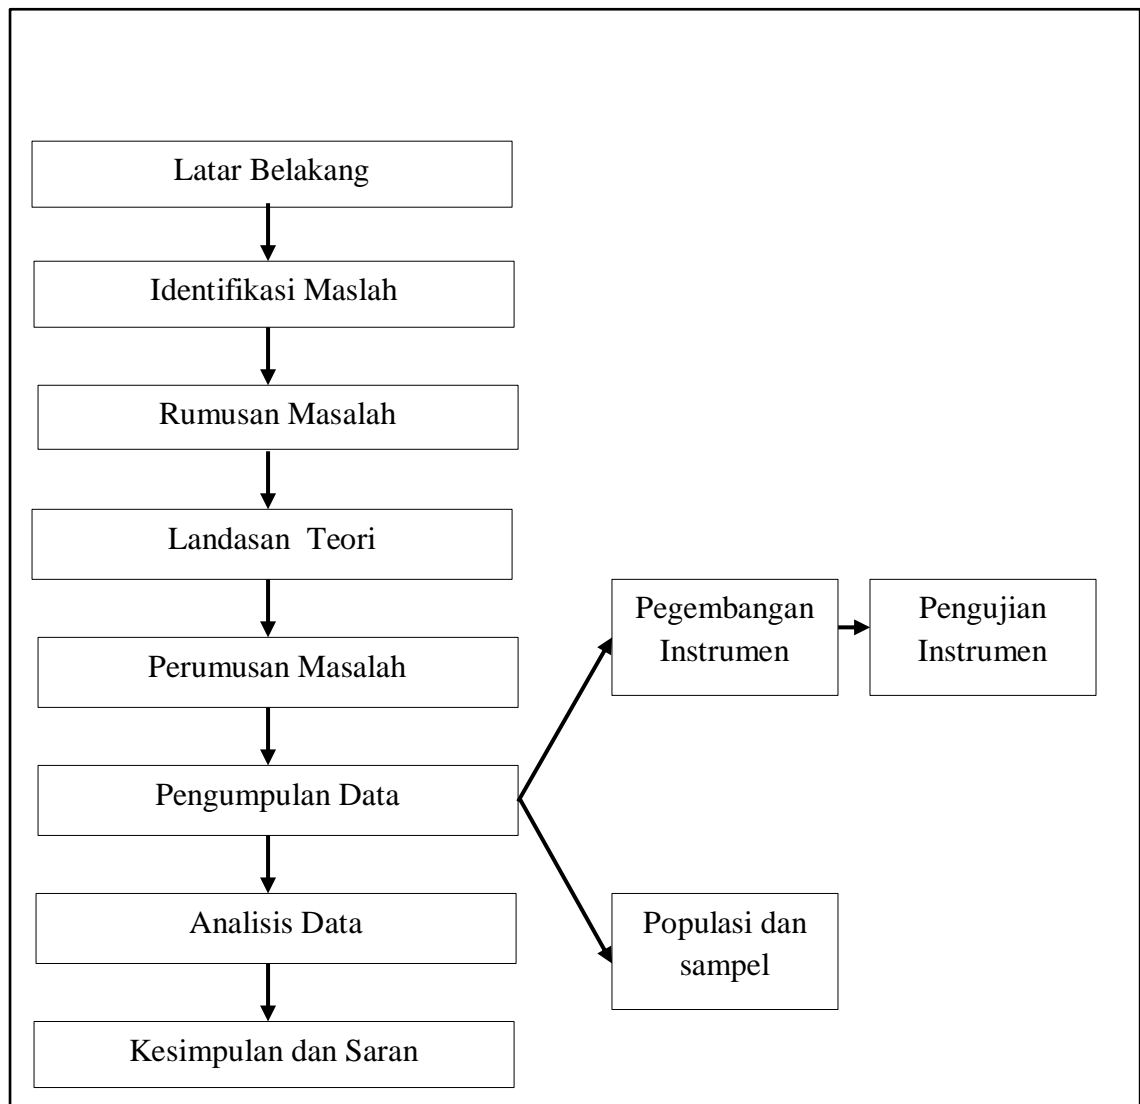 Latar Belakang
Identifikasi Maslah
Rumusan Masalah
Landasan  Teori
Perumusan Masalah
Pengumpulan Data
Pegembangan
Instrumen
Pengujian
Instrumen
Populasi dan
sampel
Analisis Data
Kesimpulan dan Saran